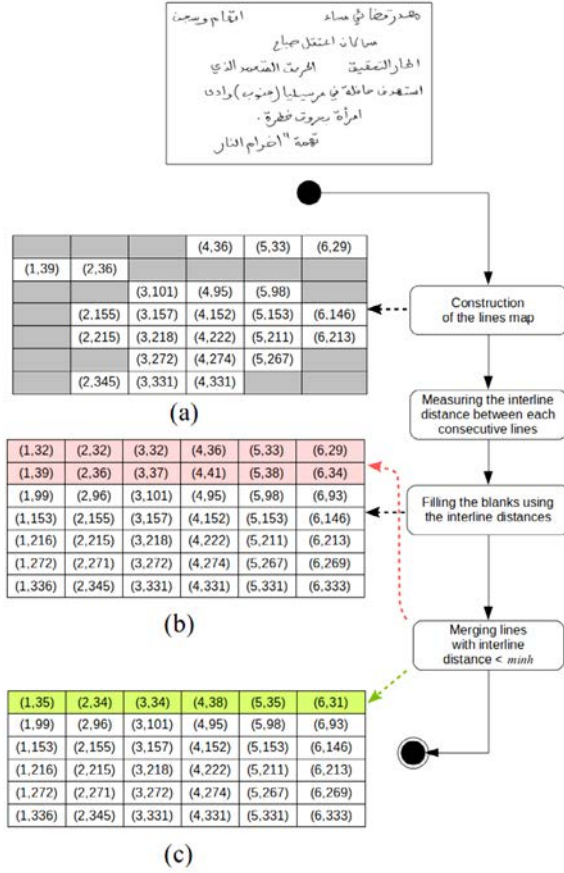 قضائي مساء
اعتقل صباح
الحريق المتعمد الذي
استهدف حافلة في مرسيليا (جنوب) وادى
امرأة بجروح خطرة .
تهمة "اضرام النار
(4,36) (5,33) (6,29)
(1,39) (2,36)
(3,101) (4,95) (5,98)
(2,155) (3,157) (4,152) (5,153) (6,146)
(2,215) (3,218) (4,222) (5,211) (6,213)
(3,272) (4,274) (5,267)
(2,345) (3,331) (4,331)
(a)
Construction
of the lines map
Measuring the interline
distance between each
consecutive lines
(1,32) (2,32) (3,32) (4,36) (5,33) (6,29)
(1,39) (2,36) (3,37) (4,41) (5,38) (6,34)
(1,99) (2,96) (3,101) (4,95) (5,98) (6,93)
(1,153) (2,155) (3,157) (4,152) (5,153) (6,146)
(1,216) (2,215) (3,218) (4,222) (5,211) (6,213)
(1,272) (2,271) (3,272) (4,274) (5,267) (6,269)
(1,336) (2,345) (3,331) (4,331) (5,331) (6,333)
(b)
Filling the blanks using
the interline distances
Merging lines
with interline
distance < minh
(1,35) (2,34) (3,34) (4,38) (5,35) (6,31)
(1,99) (2,96) (3,101) (4,95) (5,98) (6,93)
(1,153) (2,155) (3,157) (4,152) (5,153) (6,146)
(1,216) (2,215) (3,218) (4,222) (5,211) (6,213)
(1,272) (2,271) (3,272) (4,274) (5,267) (6,269)
(1,336) (2,345) (3,331) (4,331) (5,331) (6,333)
(c)